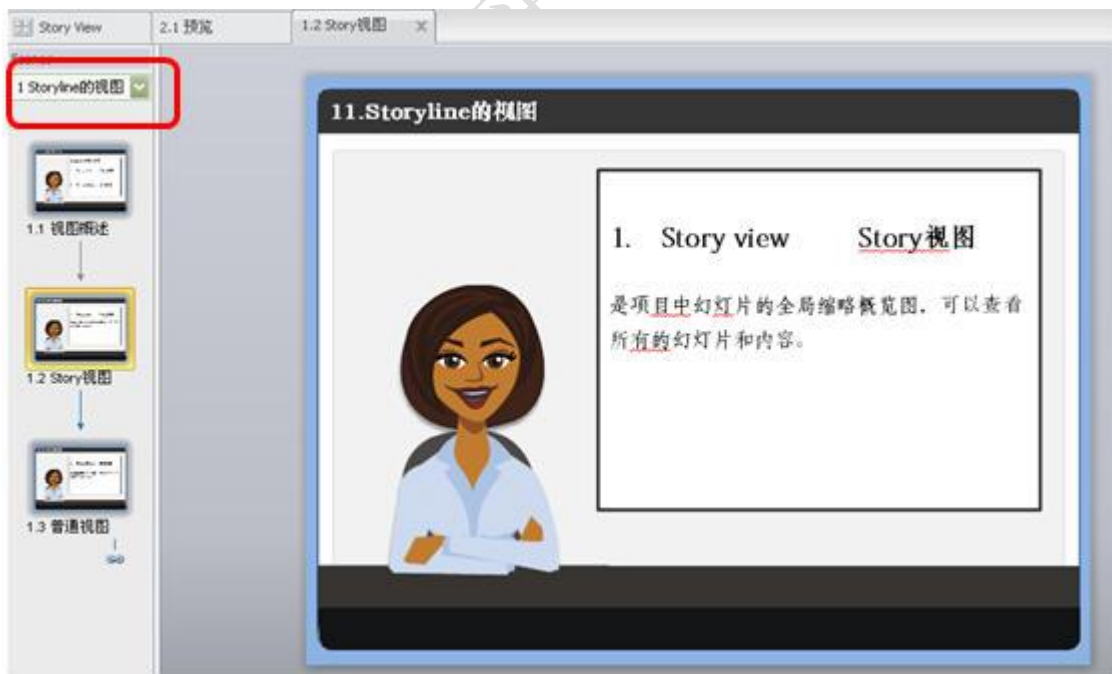 Story View
2.1 预览
1.2 Story视图
Scenes
1 Storyline的视图
1.1 视图概述
1.2 Story视图
1.3 普通视图
11.Storyline的视图
1. Story view Story视图
是项目中幻灯片的全局缩略概览图，可以查看
所有的幻灯片和内容。